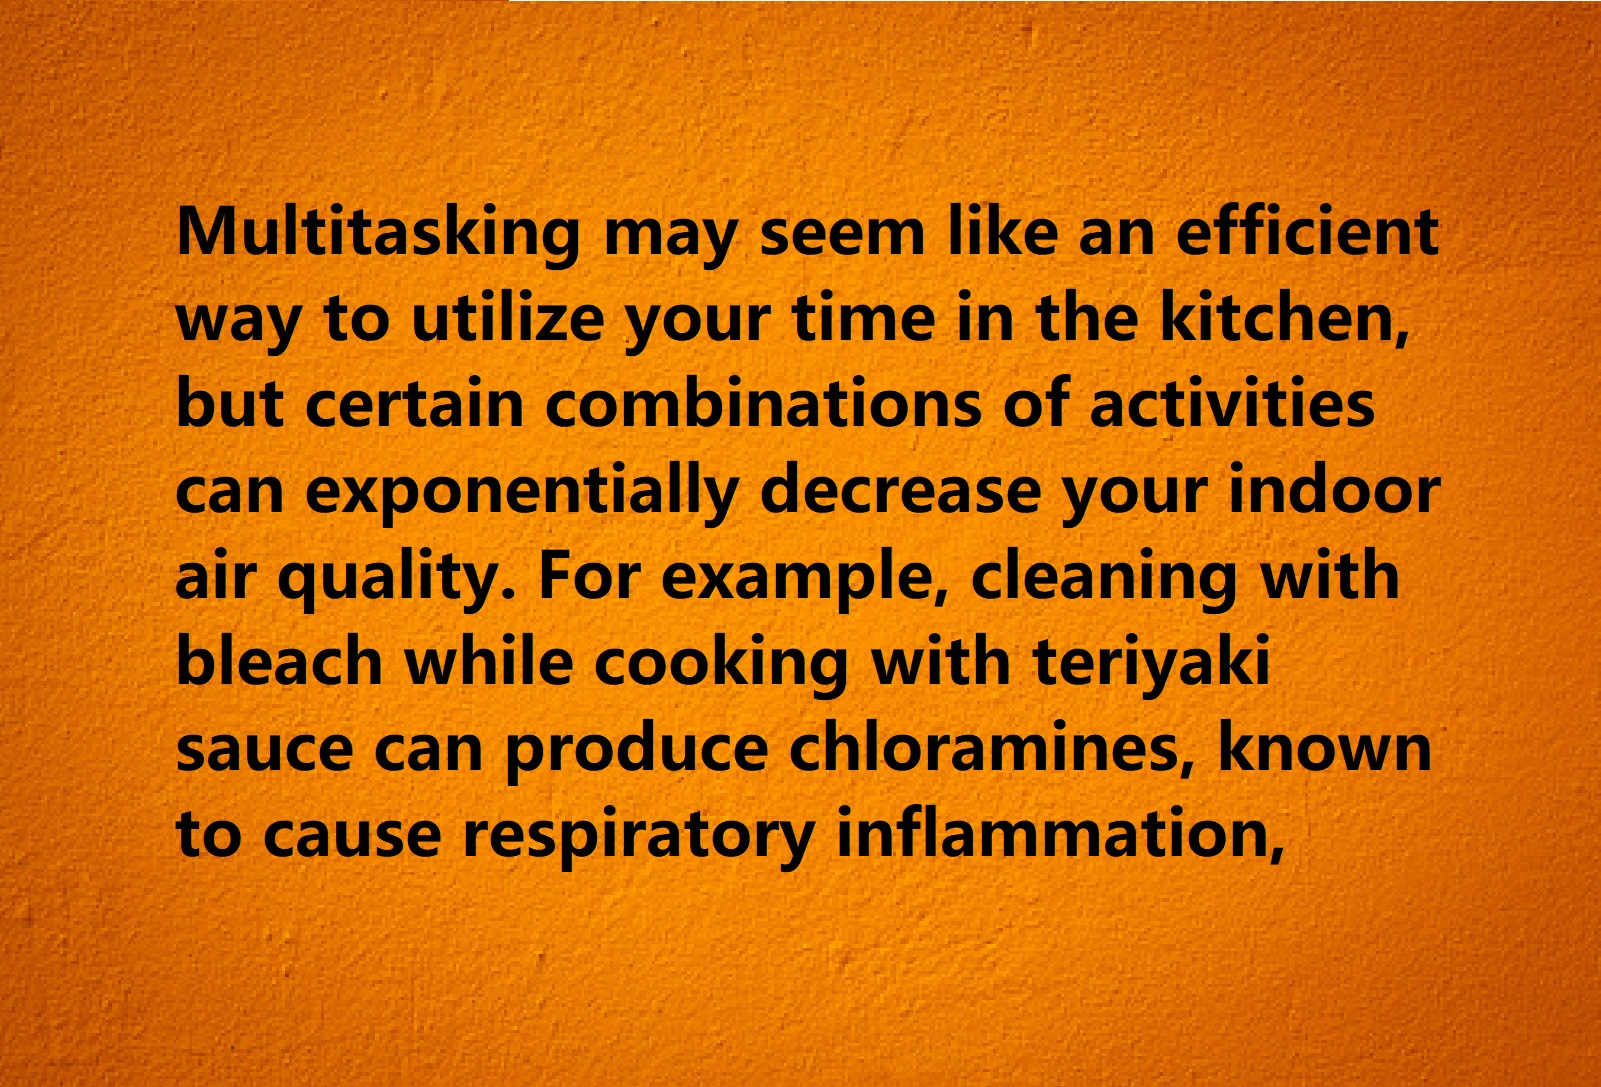 Multitasking may seem like an efficient
way to utilize your time in the kitchen,
but certain combinations of activities
can exponentially decrease your indoor
air quality. For example, cleaning with
bleach while cooking with teriyaki
sauce can produce chloramines, known
to cause respiratory inflammation,